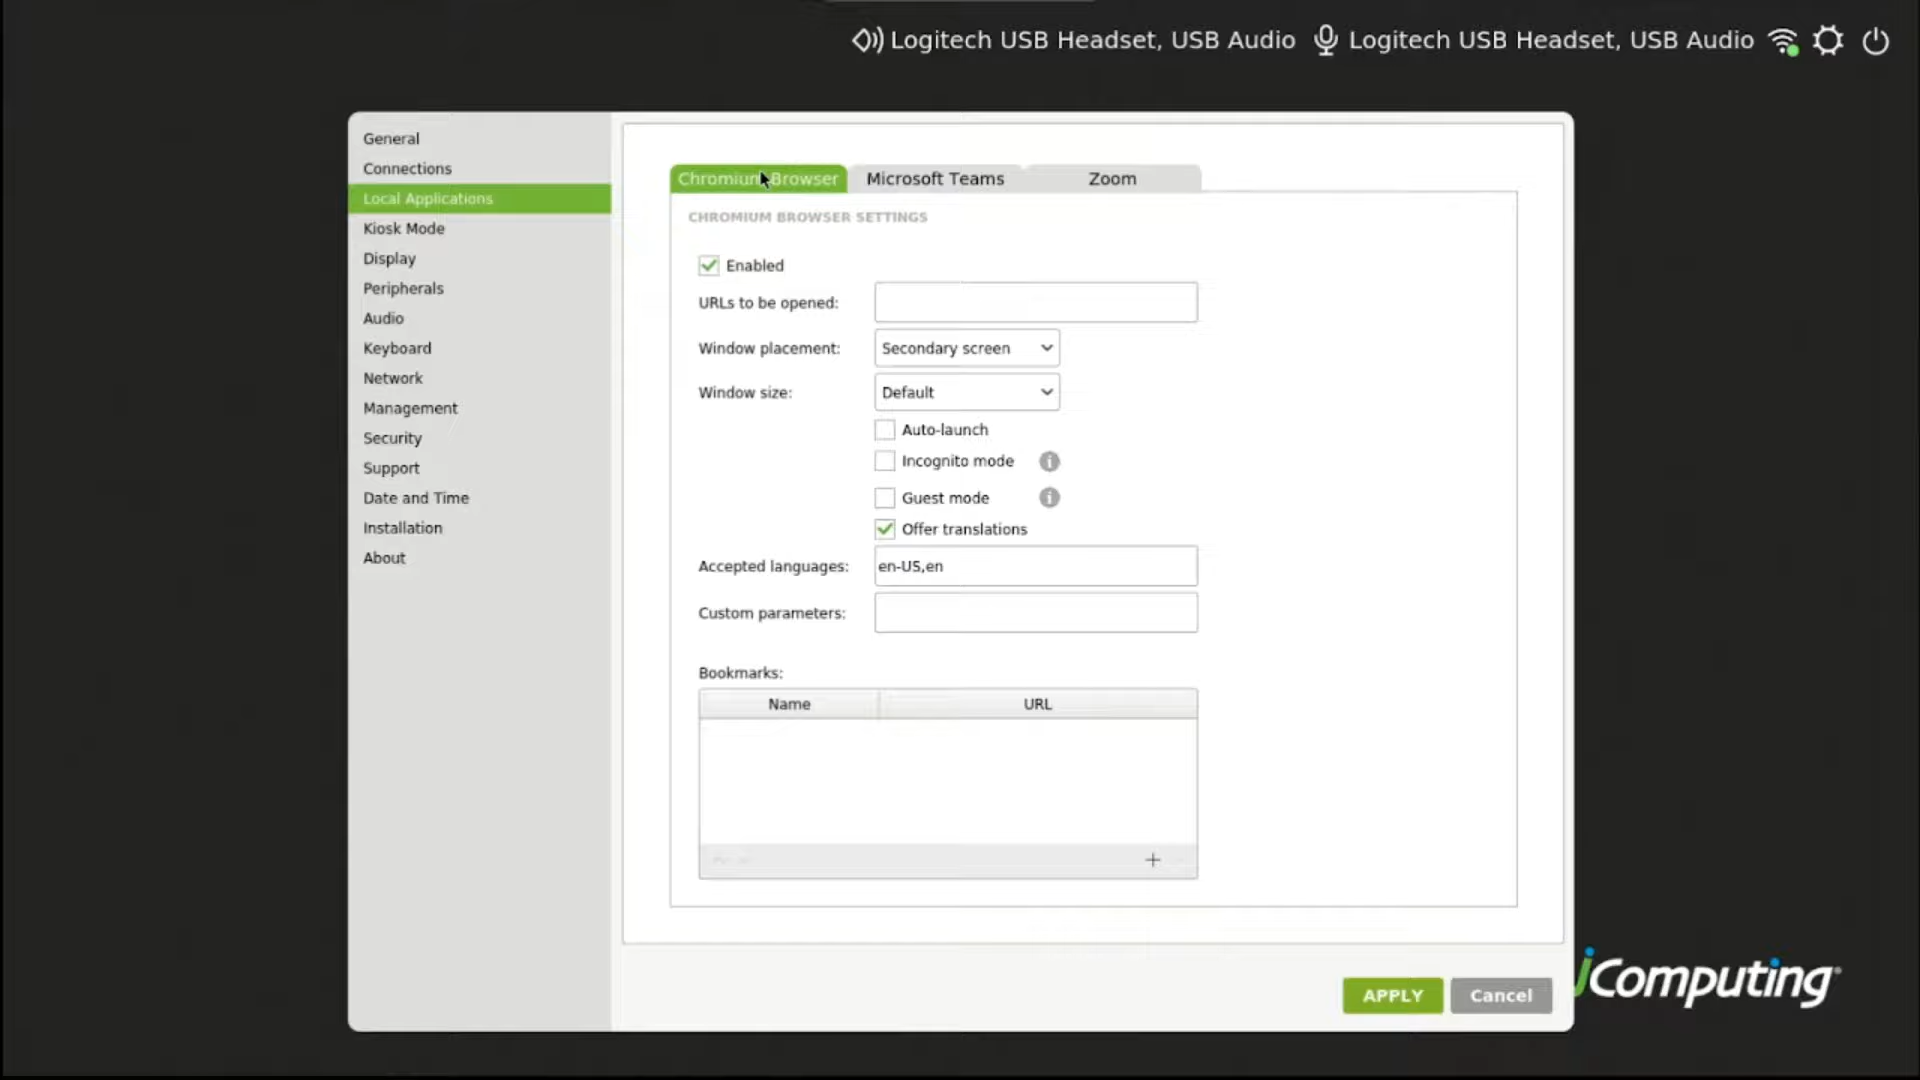 Logitech USB Headset, USB Audio Logitech USB Headset, USB Audio
General
Connections
Local Applications
Kiosk Mode
Display
Peripherals
Audio
Keyboard
Network
Management
Security
Support
Date and Time
Installation
About
Chromium Browser Microsoft Teams Zoom
CHROMIUM BROWSER SETTINGS
Enabled
URLs to be opened:
Window placement: Secondary screen
Window size: Default
Auto-launch
Incognito mode
Guest mode
Offer translations
Accepted languages: en-US,en
Custom parameters:
Bookmarks:
Name URL
+
APPLY Cancel
Computing